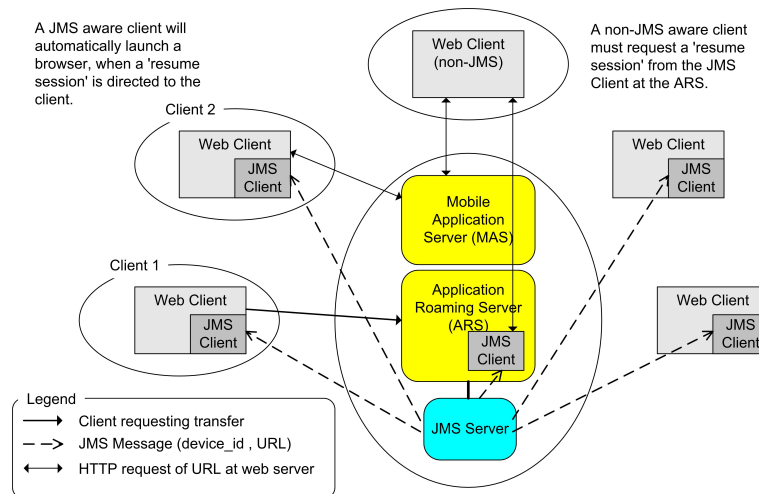 A JMS aware client will
automatically launch a
browser, when a 'resume
session' is directed to the
client.
Web Client
(non-JMS)
A non-JMS aware client
must request a 'resume
session' from the JMS
Client at the ARS.
Client 2
Web Client
JMS
Client
Web Client
JMS
Client
Mobile
Application
Server (MAS)
Client 1
Web Client
JMS
Client
Application
Roaming Server
(ARS)
JMS
Client
Web Client
JMS
Client
JMS Server
Legend
Client requesting transfer
JMS Message (device_id , URL)
HTTP request of URL at web server